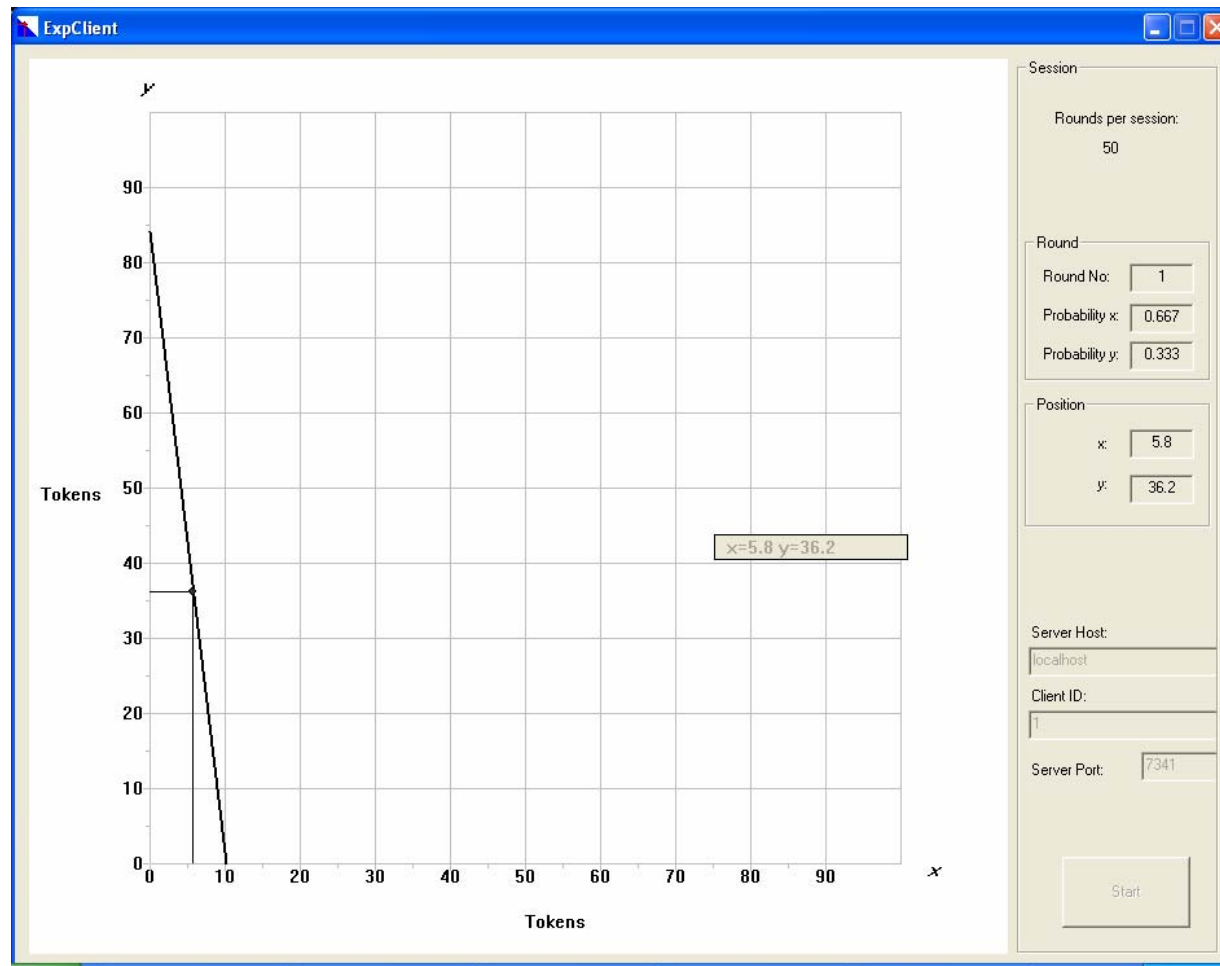 ExpClient
y
90
80
70
60
50
40
30
20
10
0
Tokens
x=5.8 y=36.2
0 10 20 30 40 50 60 70 80 90
x
Tokens
Session
Rounds per session:
50
Round
Round No: 1
Probability x: 0.667
Probability y: 0.333
Position
x: 5.8
y: 36.2
Server Host:
localhost
Client ID:
1
Server Port: 7341
Start